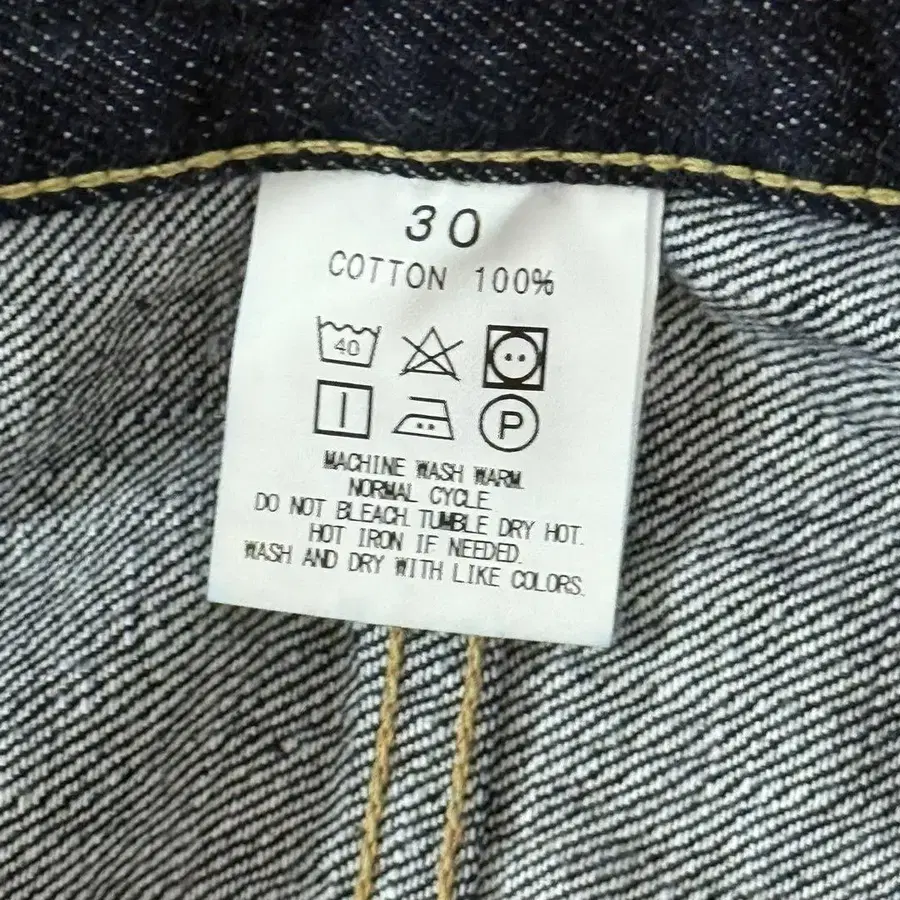 30
COTTON 100%
40
P
MACHINE WASH WARM.
NORMAL CYCLE
DO NOT BLEACH. TUMBLE DRY HOT.
HOT IRON IF NEEDED.
WASH AND DRY WITH LIKE COLORS.